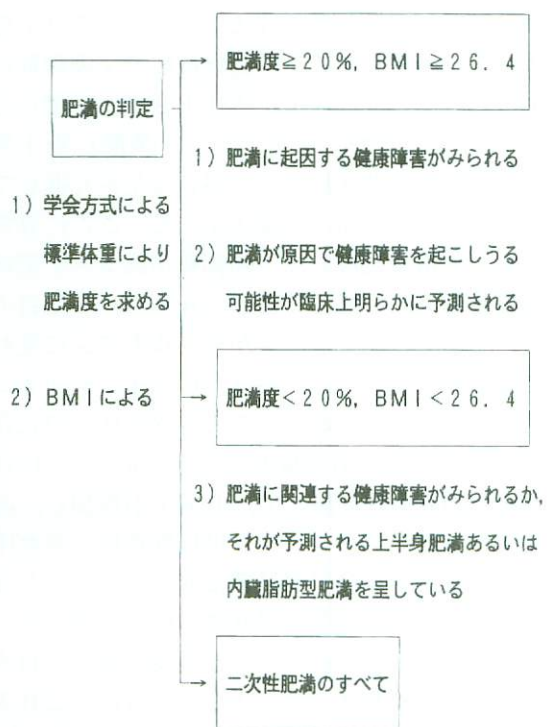 肥満の判定
1)学会方式による
標準体重により
肥満度を求める
2)BMIによる
肥満度≧20%,BMI≧26.4
1)肥満に起因する健康障害がみられる
2)肥満が原因で健康障害を起こしうる
可能性が臨床上明らかに予測される
肥満度<20%,BMI<26.4
3)肥満に関連する健康障害がみられるか,
それが予測される上半身肥満あるいは
内臓脂肪型肥満を呈している
二次性肥満のすべて